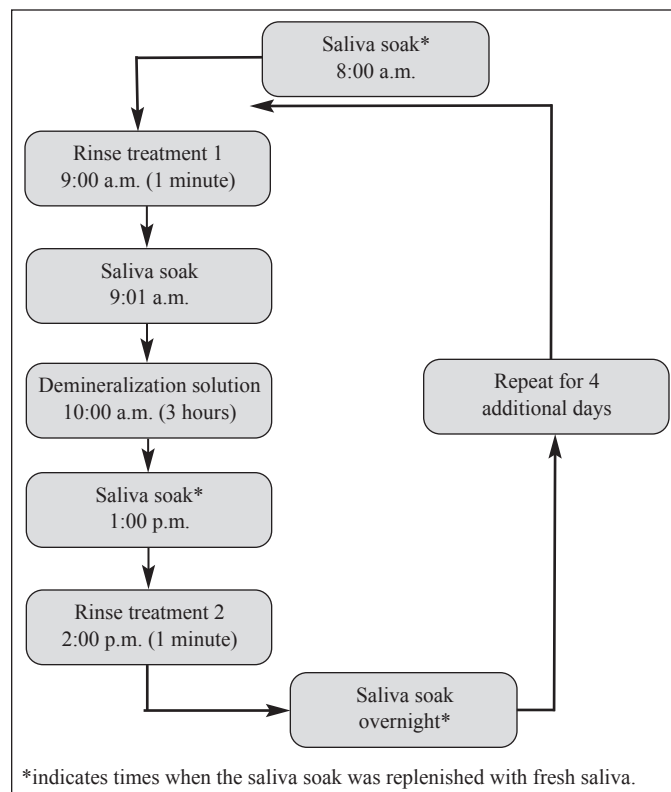 Saliva soak*
8:00 a.m.
Rinse treatment 1
9:00 a.m. (1 minute)
Saliva soak
9:01 a.m.
Demineralization solution
10:00 a.m. (3 hours)
Saliva soak*
1:00 p.m.
Rinse treatment 2
2:00 p.m. (1 minute)
Saliva soak
overnight*
Repeat for 4
additional days
*indicates times when the saliva soak was replenished with fresh saliva.